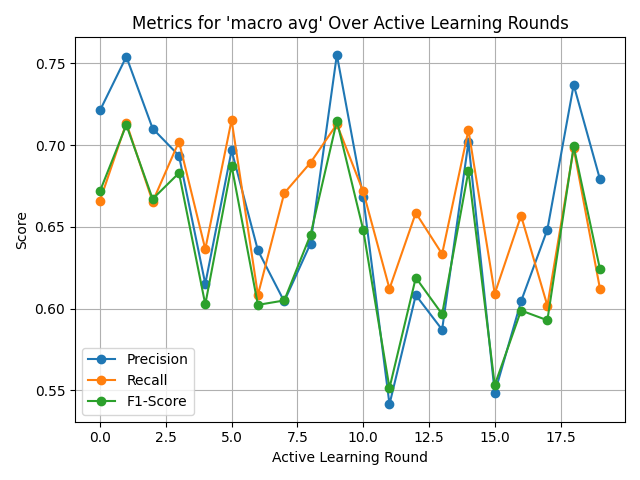 Metrics for 'macro avg' Over Active Learning Rounds
0.75
0.70
0.65
0.60
0.55
Score
Precision
Recall
F1-Score
0.0 2.5 5.0 7.5 10.0 12.5 15.0 17.5
Active Learning Round